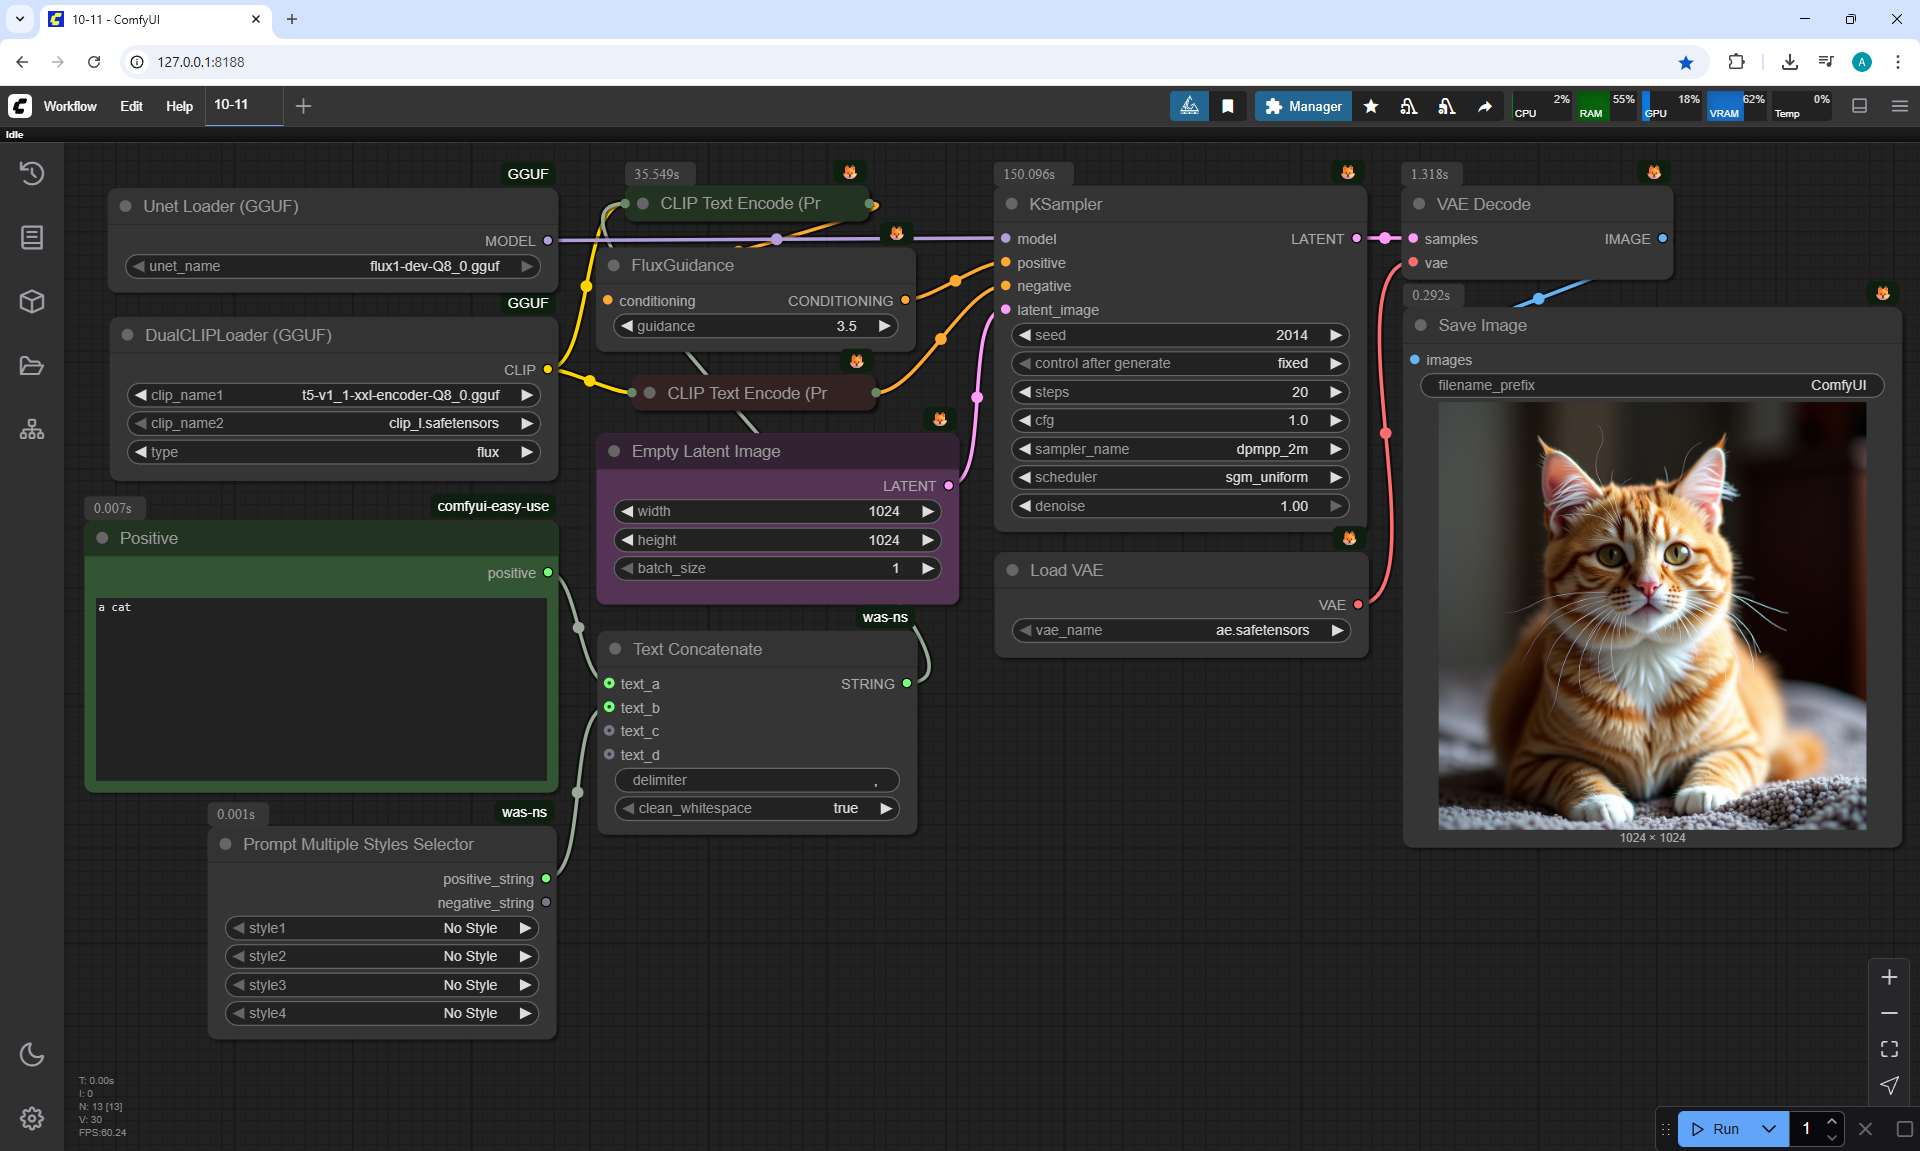 10-11 - ComfyUI
127.0.0.1:8188
A
Workflow Edit Help 10-11
Manager
CPU 2% RAM 55% GPU 18% VRAM 62% Temp 0%
Idle
GGUF
Unet Loader (GGUF)
MODEL
unet_name flux1-dev-Q8_0.gguf
GGUF
DualCLIPLoader (GGUF)
CLIP
clip_name1 t5-v1_1-xxl-encoder-Q8_0.gguf
clip_name2 clip_l.safetensors
type flux
0.007s comfyui-easy-use
Positive
positive
a cat
0.001s was-ns
Prompt Multiple Styles Selector
positive_string
negative_string
style1 No Style
style2 No Style
style3 No Style
style4 No Style
35.549s
CLIP Text Encode (Pr
FluxGuidance
conditioning CONDITIONING
guidance 3.5
CLIP Text Encode (Pr
Empty Latent Image
LATENT
width 1024
height 1024
batch_size 1
was-ns
Text Concatenate
text_a STRING
text_b
text_c
text_d
delimiter ,
clean_whitespace true
150.096s
KSampler
model LATENT
positive
negative
latent_image
seed 2014
control after generate fixed
steps 20
cfg 1.0
sampler_name dpmpp_2m
scheduler sgm_uniform
denoise 1.00
Load VAE
VAE
vae_name ae.safetensors
1.318s
VAE Decode
samples IMAGE
vae
0.292s
Save Image
images
filename_prefix ComfyUI
1024 × 1024
T: 0.00s
I: 0
N: 13 [13]
V: 30
FPS:60.24
Run 1